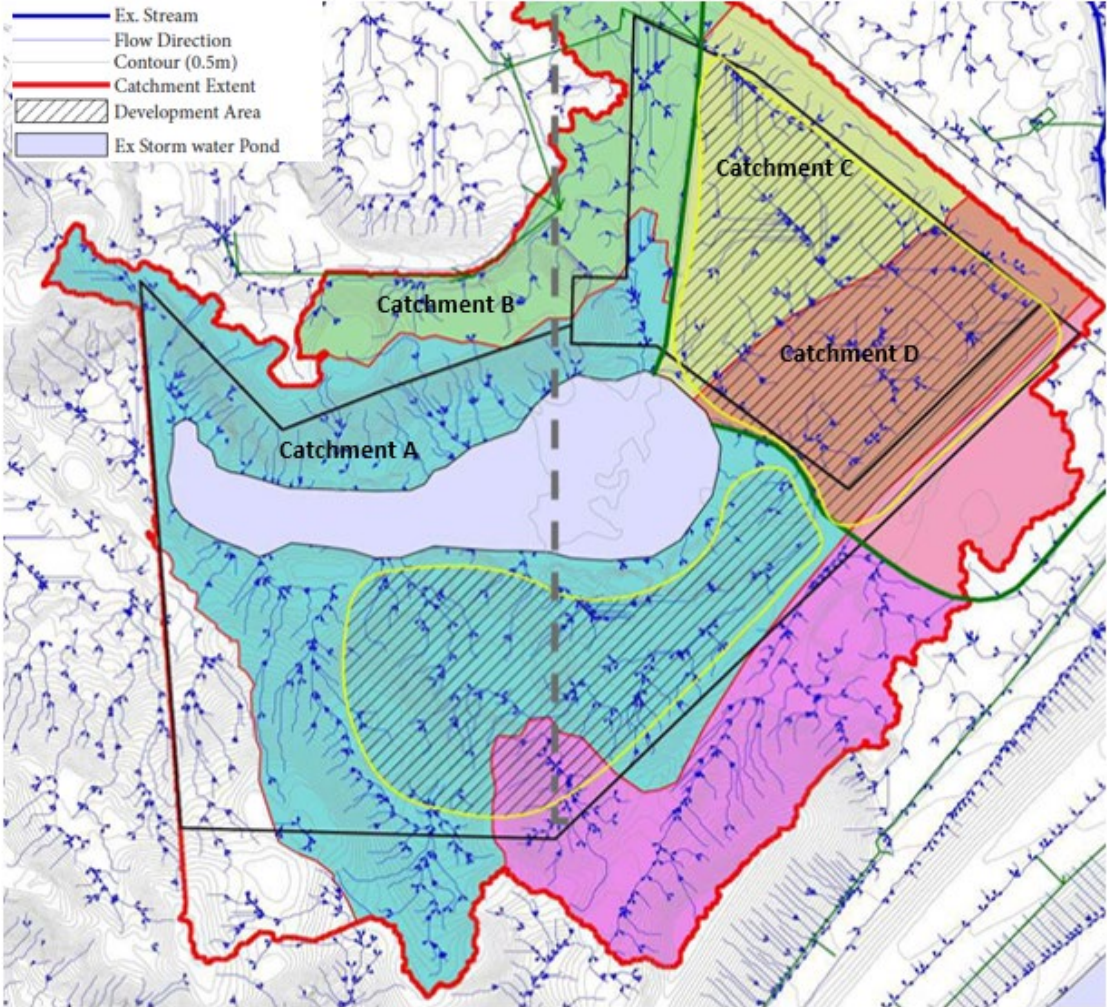 Ex. Stream
Flow Direction
Contour (0.5m)
Catchment Extent
Development Area
Ex Storm water Pond
Catchment C
Catchment B
Catchment D
Catchment A